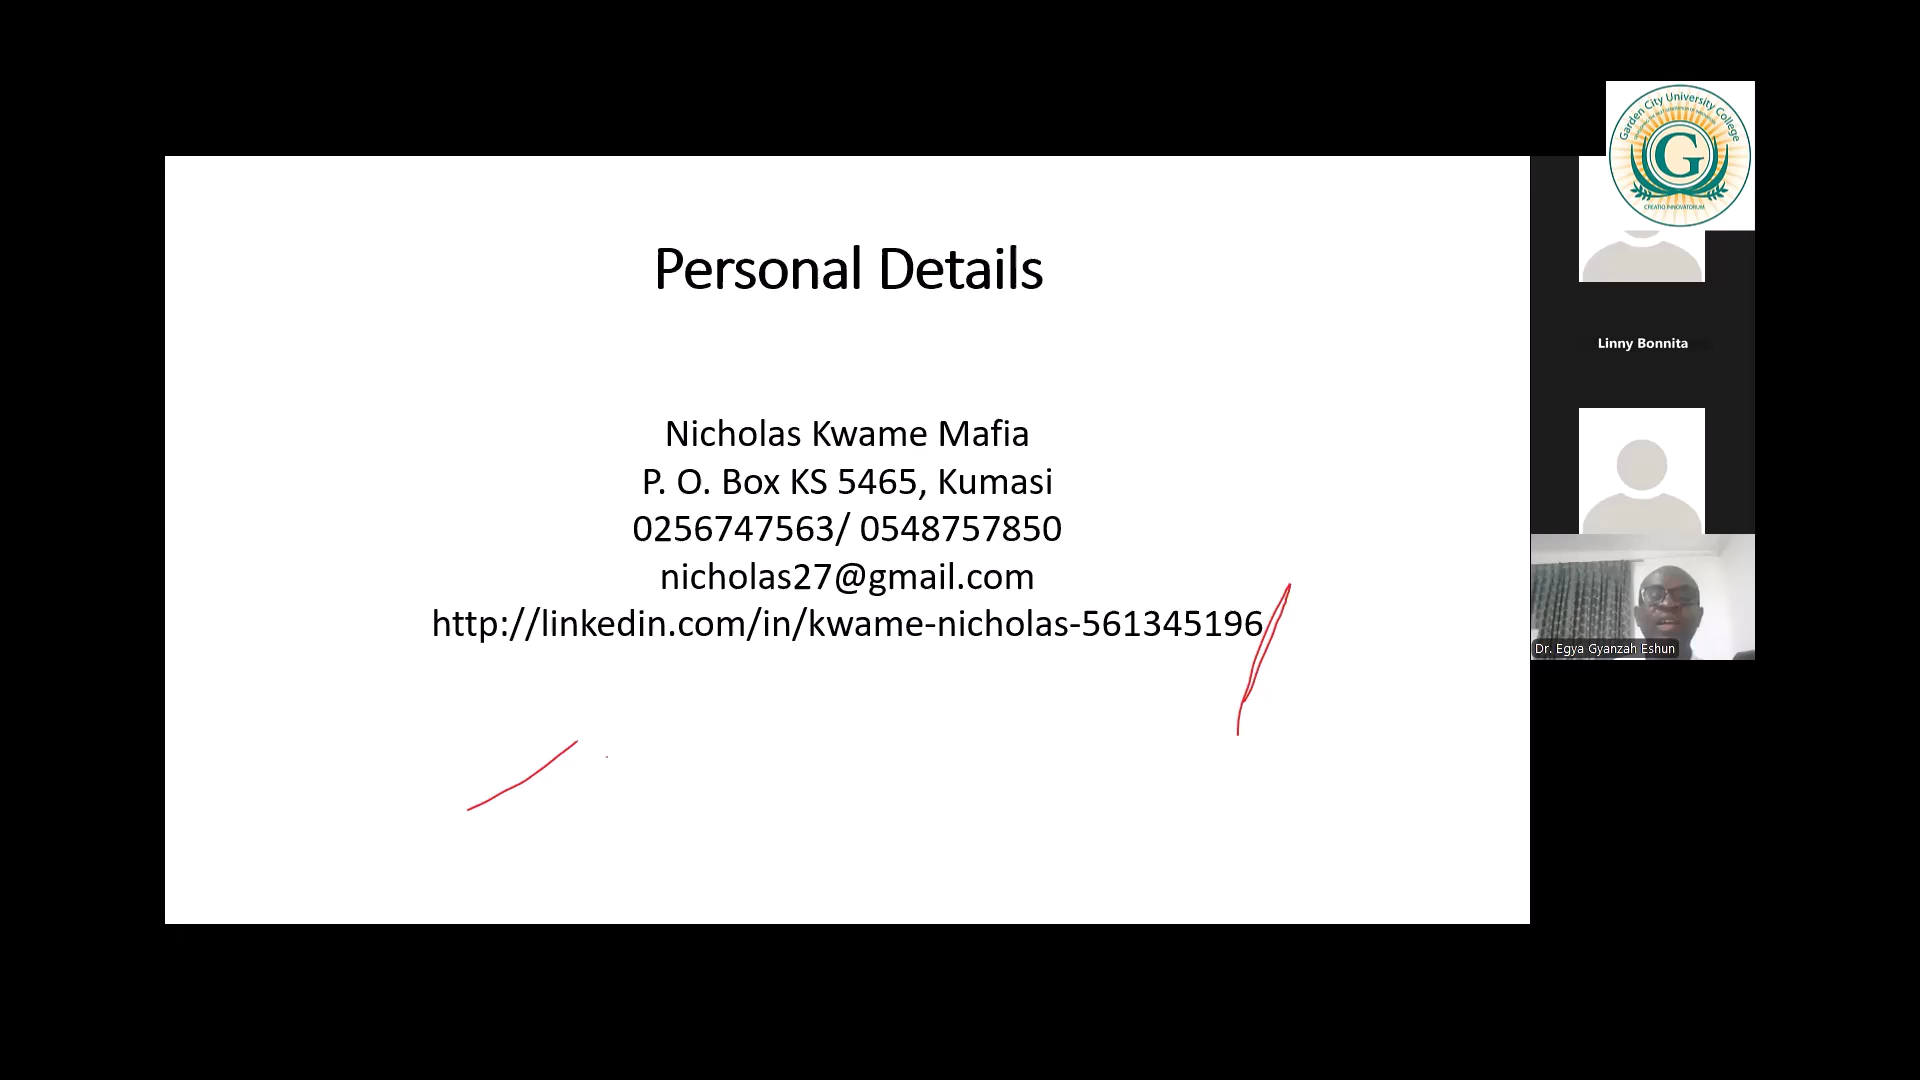 Personal Details
Nicholas Kwame Mafia
P. O. Box KS 5465, Kumasi
0256747563/ 0548757850
nicholas27@gmail.com
http://linkedin.com/in/kwame-nicholas-561345196
Garden City University College
G
CREATIO INNOVATORUM
Linny Bonnita
Dr. Egya Gyanzah Eshun